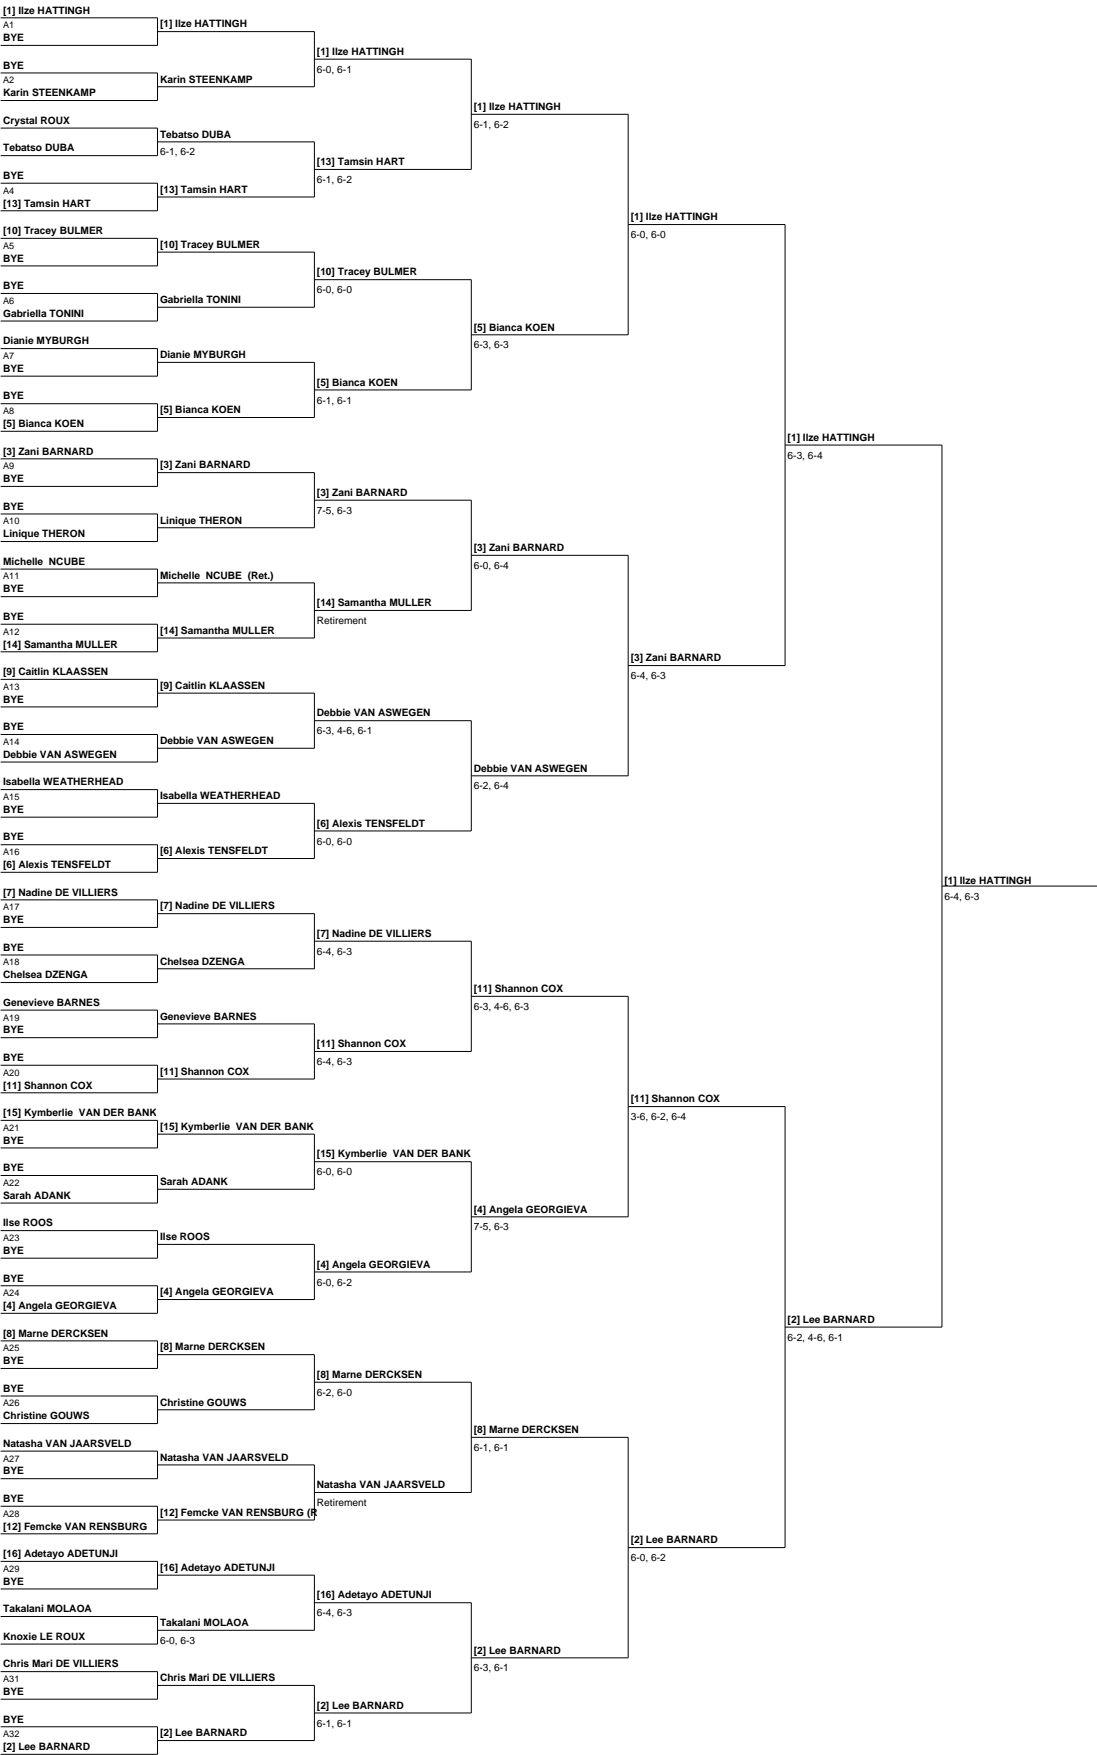 [1] Ilze HATTINGH
A1
BYE
BYE
A2
Karin STEENKAMP
Crystal ROUX
Tebatso DUBA
BYE
A4
[13] Tamsin HART
[10] Tracey BULMER
A5
BYE
BYE
A6
Gabriella TONINI
Dianie MYBURGH
A7
BYE
BYE
A8
[5] Bianca KOEN
[3] Zani BARNARD
A9
BYE
BYE
A10
Linique THERON
Michelle NCUBE
A11
BYE
BYE
A12
[14] Samantha MULLER
[9] Caitlin KLAASSEN
A13
BYE
BYE
A14
Debbie VAN ASWEGEN
Isabella WEATHERHEAD
A15
BYE
BYE
A16
[6] Alexis TENSFELDT
[7] Nadine DE VILLIERS
A17
BYE
BYE
A18
Chelsea DZENGA
Genevieve BARNES
A19
BYE
BYE
A20
[11] Shannon COX
[15] Kymberlie VAN DER BANK
A21
BYE
BYE
A22
Sarah ADANK
Ilse ROOS
A23
BYE
BYE
A24
[4] Angela GEORGIEVA
[8] Marne DERCKSEN
A25
BYE
BYE
A26
Christine GOUWS
Natasha VAN JAARSVELD
A27
BYE
BYE
A28
[12] Femcke VAN RENSBURG
[16] Adetayo ADETUNJI
A29
BYE
Takalani MOLAOA
Knoxie LE ROUX
Chris Mari DE VILLIERS
A31
BYE
BYE
A32
[2] Lee BARNARD
[1] Ilze HATTINGH
Karin STEENKAMP
Tebatso DUBA
6-1, 6-2
[13] Tamsin HART
[10] Tracey BULMER
Gabriella TONINI
Dianie MYBURGH
[5] Bianca KOEN
[3] Zani BARNARD
Linique THERON
Michelle NCUBE (Ret.)
[14] Samantha MULLER
[9] Caitlin KLAASSEN
Debbie VAN ASWEGEN
Isabella WEATHERHEAD
[6] Alexis TENSFELDT
[7] Nadine DE VILLIERS
Chelsea DZENGA
Genevieve BARNES
[11] Shannon COX
[15] Kymberlie VAN DER BANK
Sarah ADANK
Ilse ROOS
[4] Angela GEORGIEVA
[8] Marne DERCKSEN
Christine GOUWS
Natasha VAN JAARSVELD
[12] Femcke VAN RENSBURG (R
[16] Adetayo ADETUNJI
Takalani MOLAOA
6-0, 6-3
Chris Mari DE VILLIERS
[2] Lee BARNARD
[1] Ilze HATTINGH
6-0, 6-1
[13] Tamsin HART
6-1, 6-2
[10] Tracey BULMER
6-0, 6-0
[5] Bianca KOEN
6-1, 6-1
[3] Zani BARNARD
7-5, 6-3
[14] Samantha MULLER
Retirement
Debbie VAN ASWEGEN
6-3, 4-6, 6-1
[6] Alexis TENSFELDT
6-0, 6-0
[7] Nadine DE VILLIERS
6-4, 6-3
[11] Shannon COX
6-4, 6-3
[15] Kymberlie VAN DER BANK
6-0, 6-0
[4] Angela GEORGIEVA
6-0, 6-2
[8] Marne DERCKSEN
6-2, 6-0
Natasha VAN JAARSVELD
Retirement
[16] Adetayo ADETUNJI
6-4, 6-3
[2] Lee BARNARD
6-1, 6-1
[1] Ilze HATTINGH
6-1, 6-2
[5] Bianca KOEN
6-3, 6-3
[3] Zani BARNARD
6-0, 6-4
Debbie VAN ASWEGEN
6-2, 6-4
[11] Shannon COX
6-3, 4-6, 6-3
[4] Angela GEORGIEVA
7-5, 6-3
[8] Marne DERCKSEN
6-1, 6-1
[2] Lee BARNARD
6-3, 6-1
[1] Ilze HATTINGH
6-0, 6-0
[3] Zani BARNARD
6-4, 6-3
[11] Shannon COX
3-6, 6-2, 6-4
[2] Lee BARNARD
6-0, 6-2
[1] Ilze HATTINGH
6-3, 6-4
[2] Lee BARNARD
6-2, 4-6, 6-1
[1] Ilze HATTINGH
6-4, 6-3